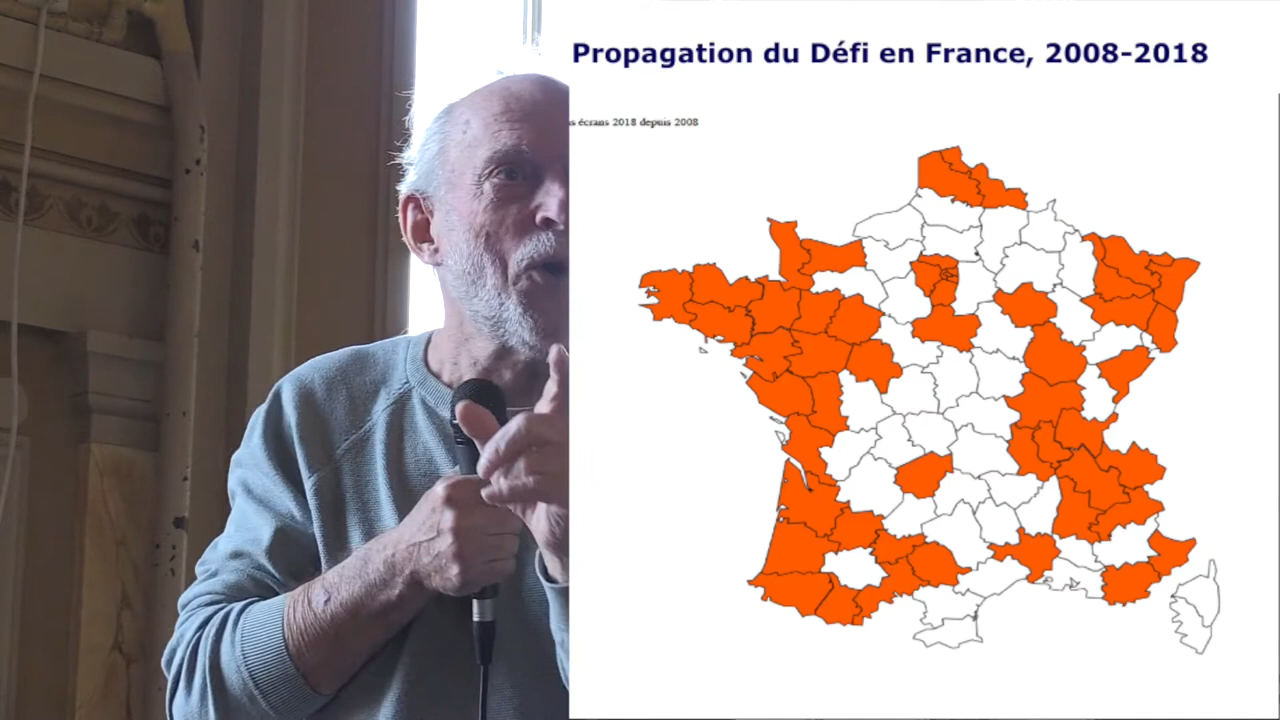 Propagation du Défi en France, 2008-2018
écrans 2018 depuis 2008